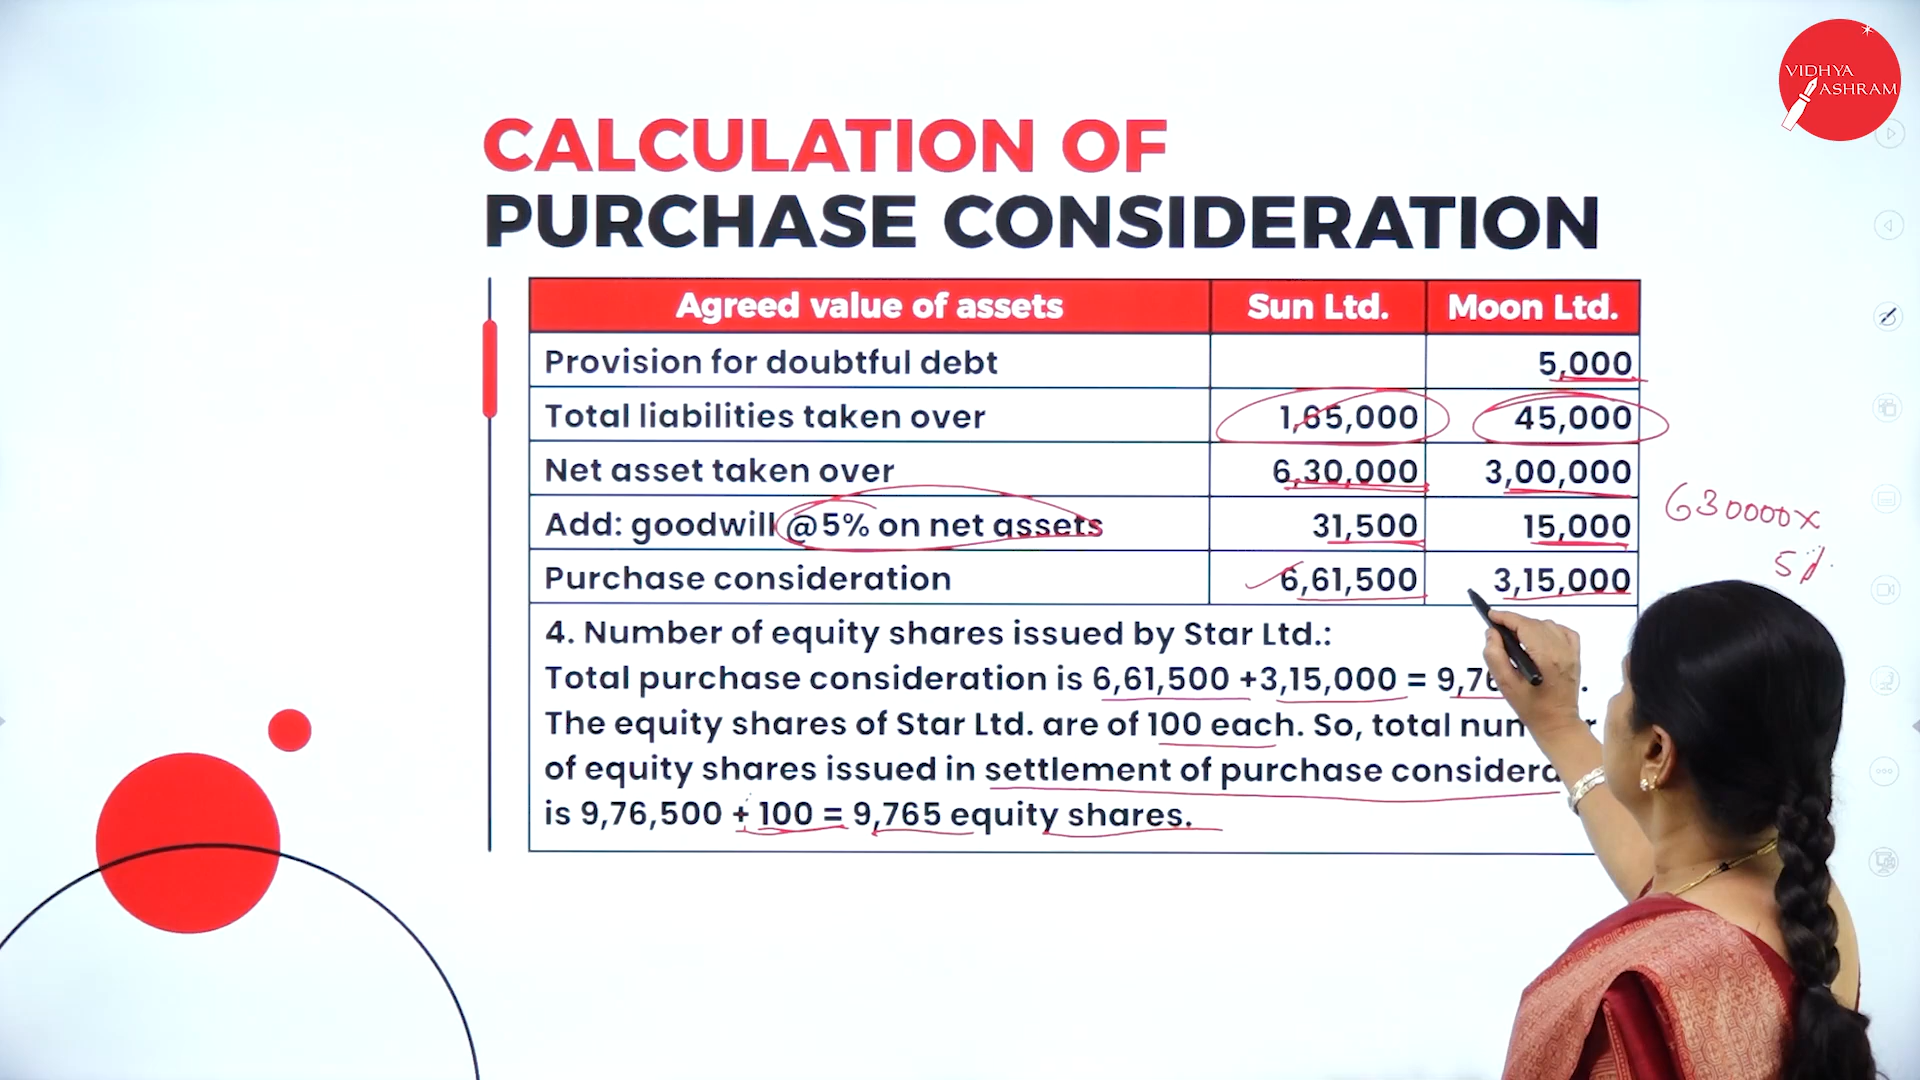 VIDHYA
ASHRAM
CALCULATION OF
PURCHASE CONSIDERATION
Agreed value of assets Sun Ltd. Moon Ltd.
Provision for doubtful debt 5,000
Total liabilities taken over 1,65,000 45,000
Net asset taken over 6,30,000 3,00,000
Add: goodwill @5% on net assets 31,500 15,000
630000x
5%
Purchase consideration 6,61,500 3,15,000
4. Number of equity shares issued by Star Ltd.:
Total purchase consideration is 6,61,500 +3,15,000 =
The equity shares of Star Ltd. are of 100 each. So, total
of equity shares issued in settlement of purchase
is 9,76,500 + 100 = 9,765 equity shares.